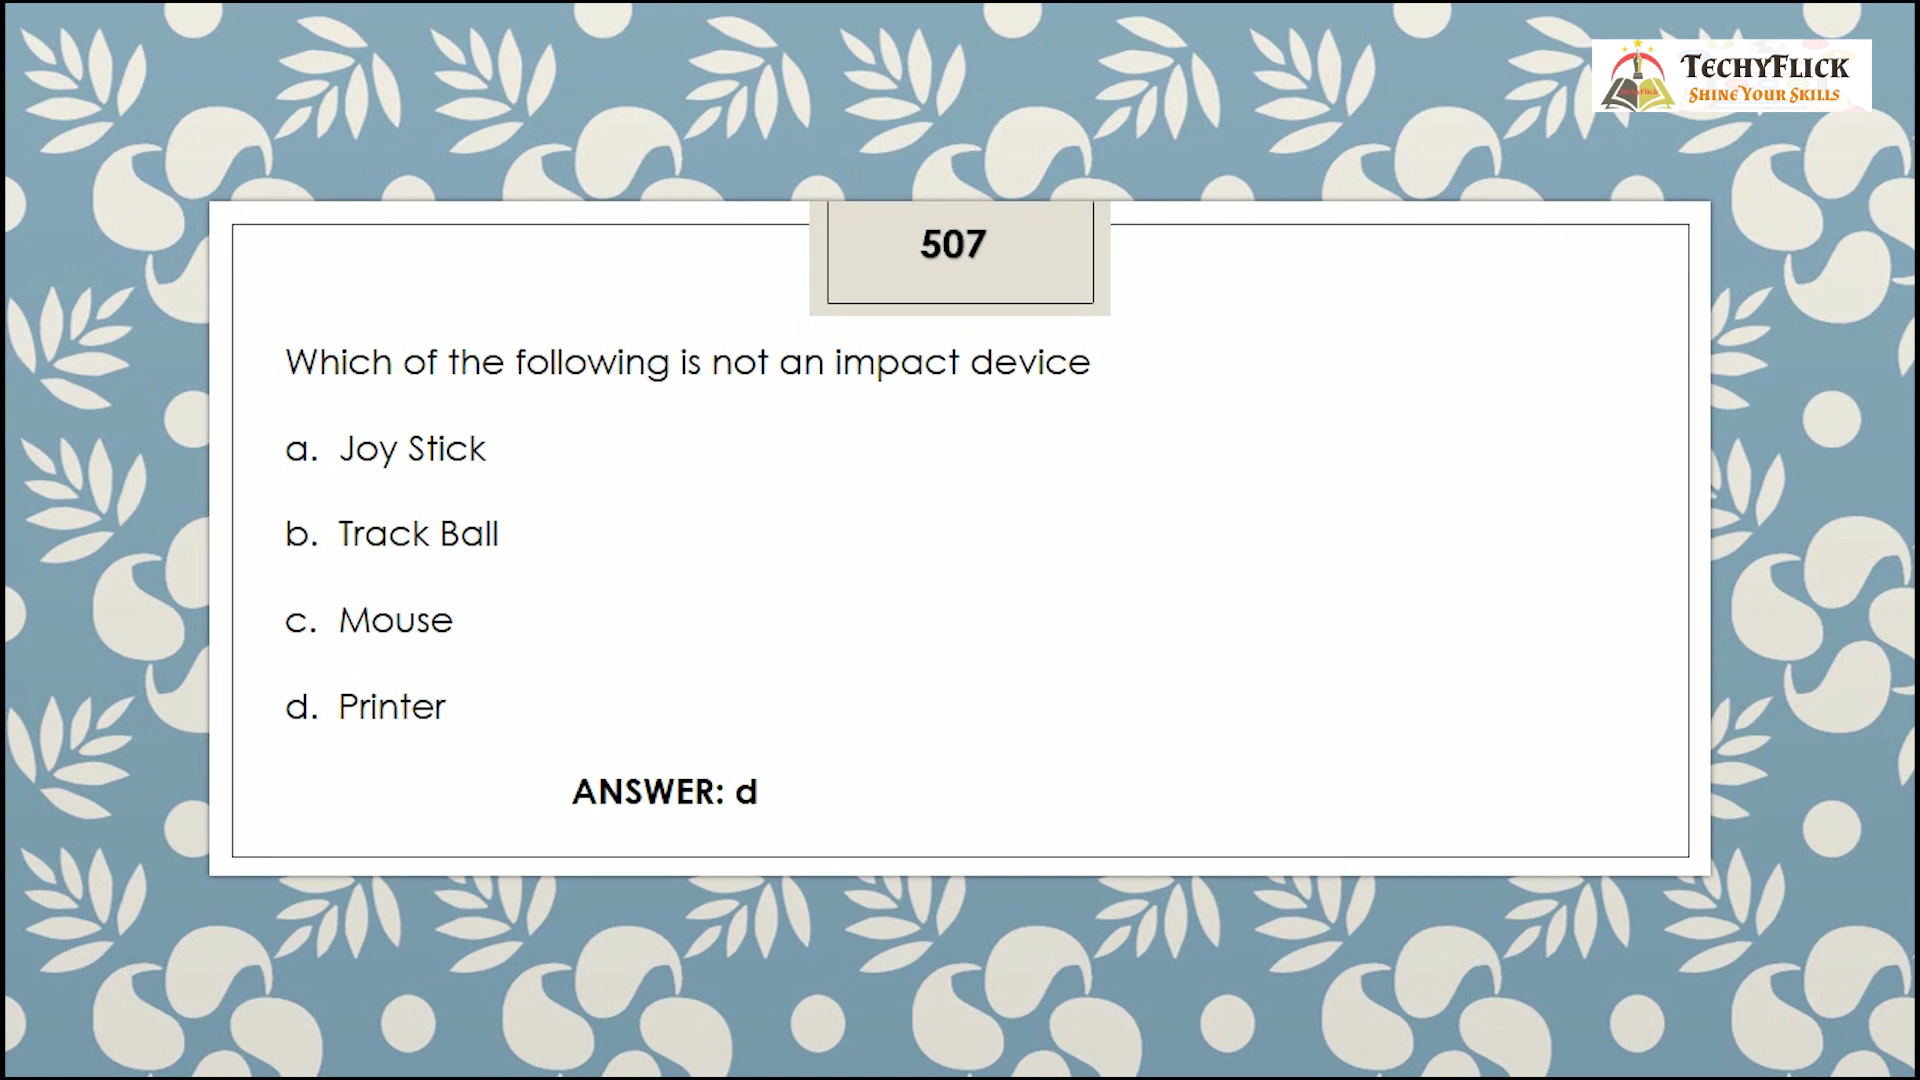 TECHYFLICK
SHINE YOUR SKILLS
507
Which of the following is not an impact device
a. Joy Stick
b. Track Ball
c. Mouse
d. Printer
ANSWER: d